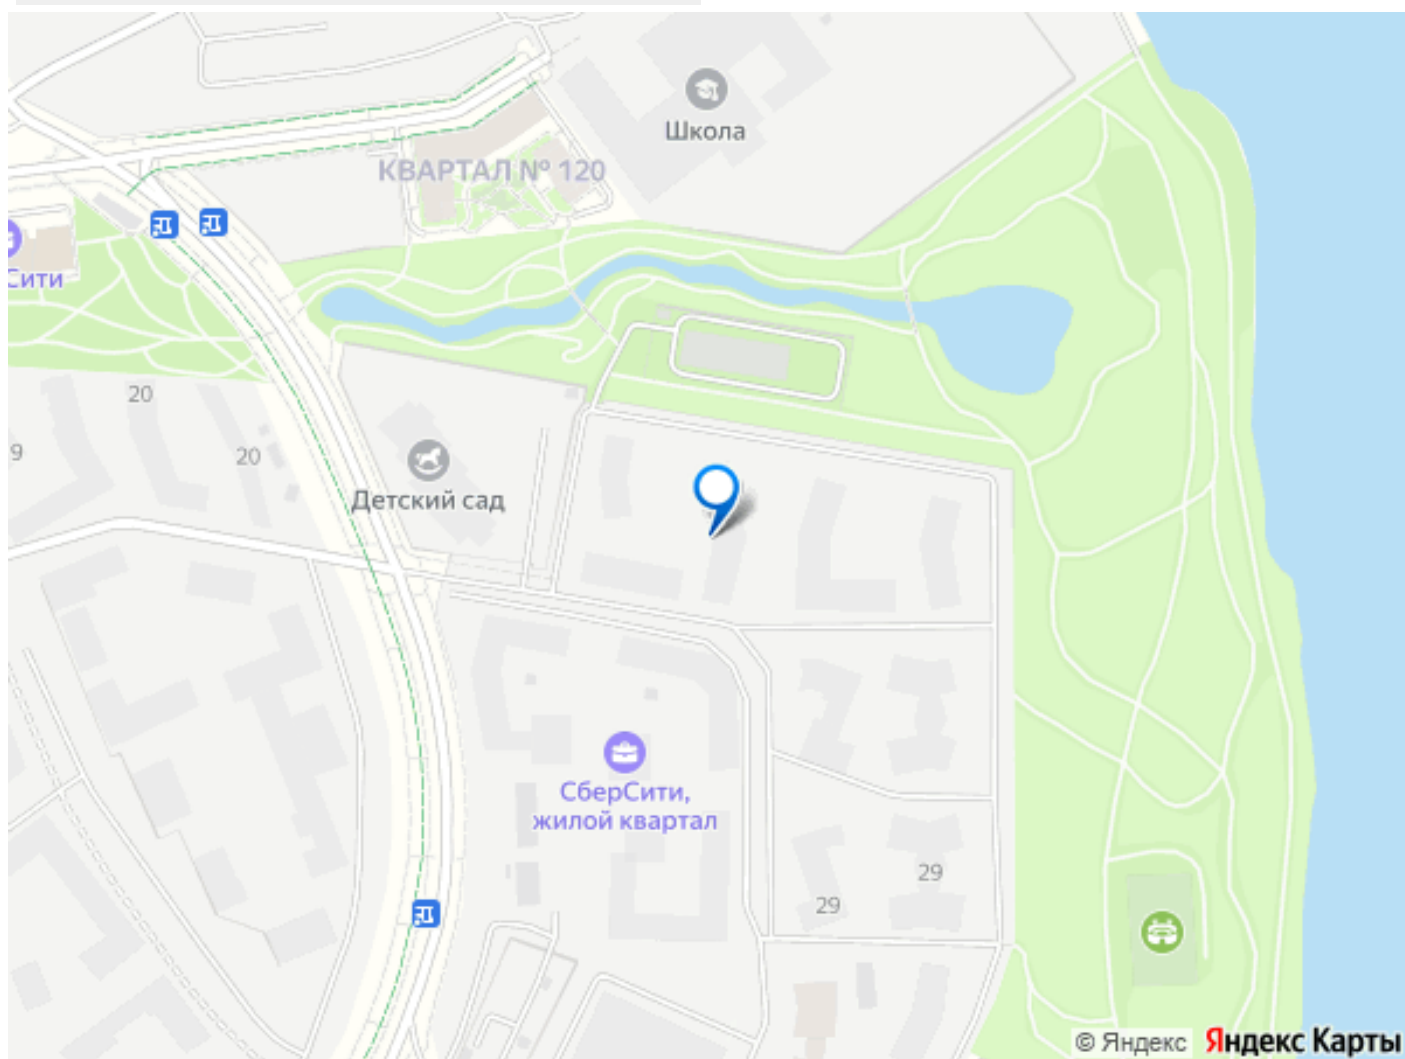 Школа
КВАРТАЛ № 120
Сити
20
9
20
Детский сад
СберСити,
жилой квартал
29
29
© Яндекс
Яндекс Карты